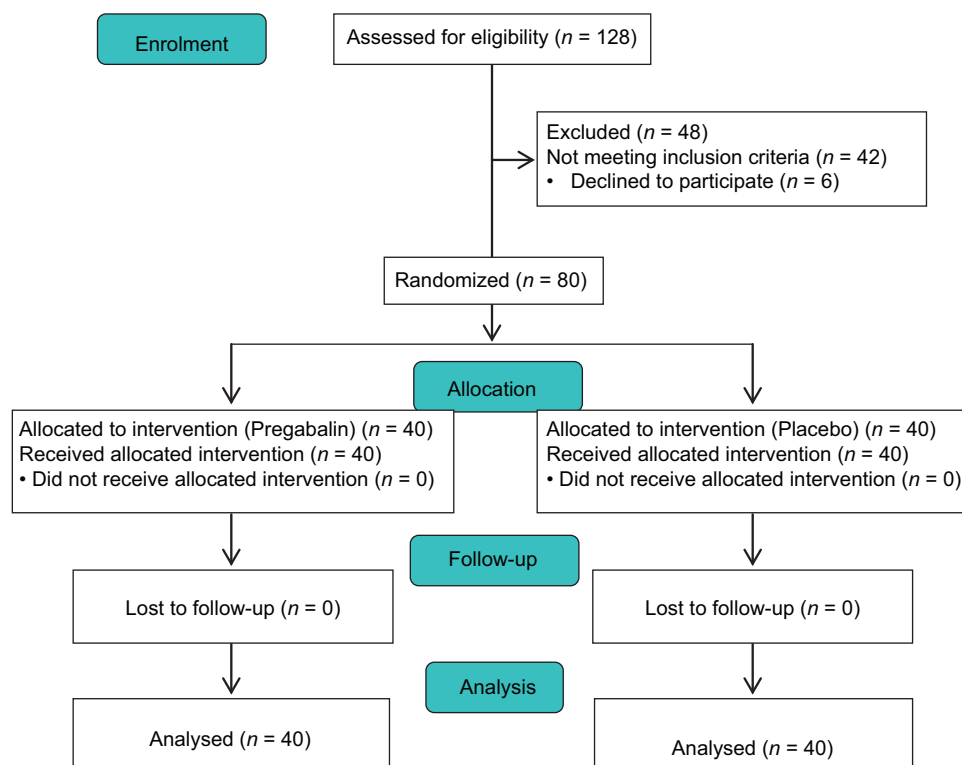 Enrolment
Assessed for eligibility (n = 128)
Excluded (n = 48)
Not meeting inclusion criteria (n = 42)
• Declined to participate (n = 6)
Randomized (n = 80)
Allocation
Allocated to intervention (Pregabalin) (n = 40)
Received allocated intervention (n = 40)
• Did not receive allocated intervention (n = 0)
Allocated to intervention (Placebo) (n = 40)
Received allocated intervention (n = 40)
• Did not receive allocated intervention (n = 0)
Follow-up
Lost to follow-up (n = 0)
Lost to follow-up (n = 0)
Analysis
Analysed (n = 40)
Analysed (n = 40)